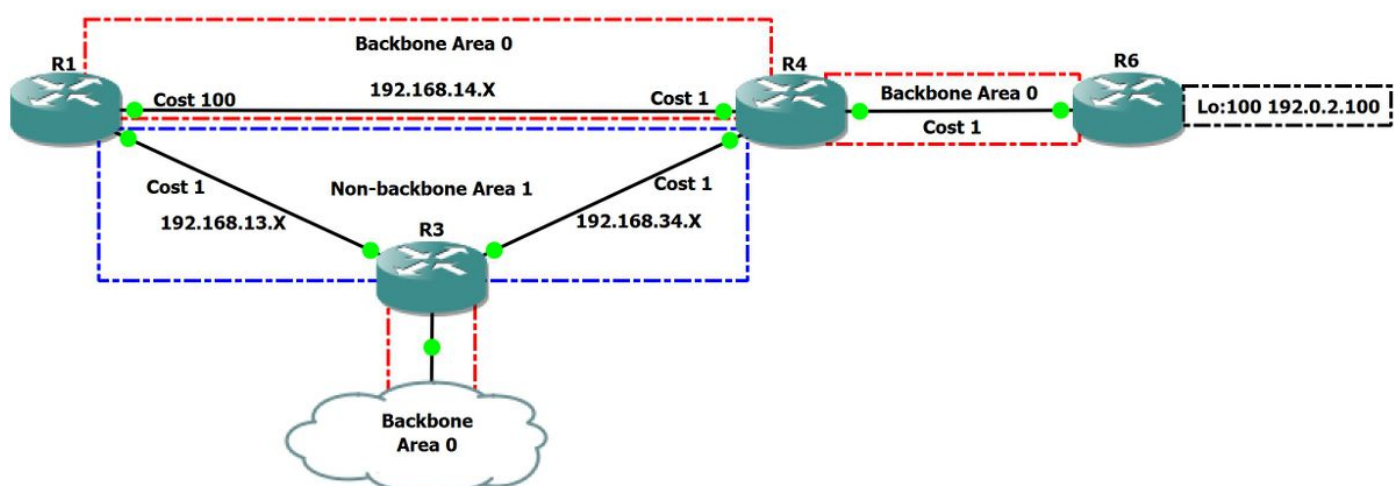 Backbone Area 0
R1
R4
R6
192.168.14.X
Cost 100
Cost 1
Backbone Area 0
Cost 1
Lo:100 192.0.2.100
Cost 1
Non-backbone Area 1
Cost 1
192.168.13.X
192.168.34.X
R3
Backbone
Area 0